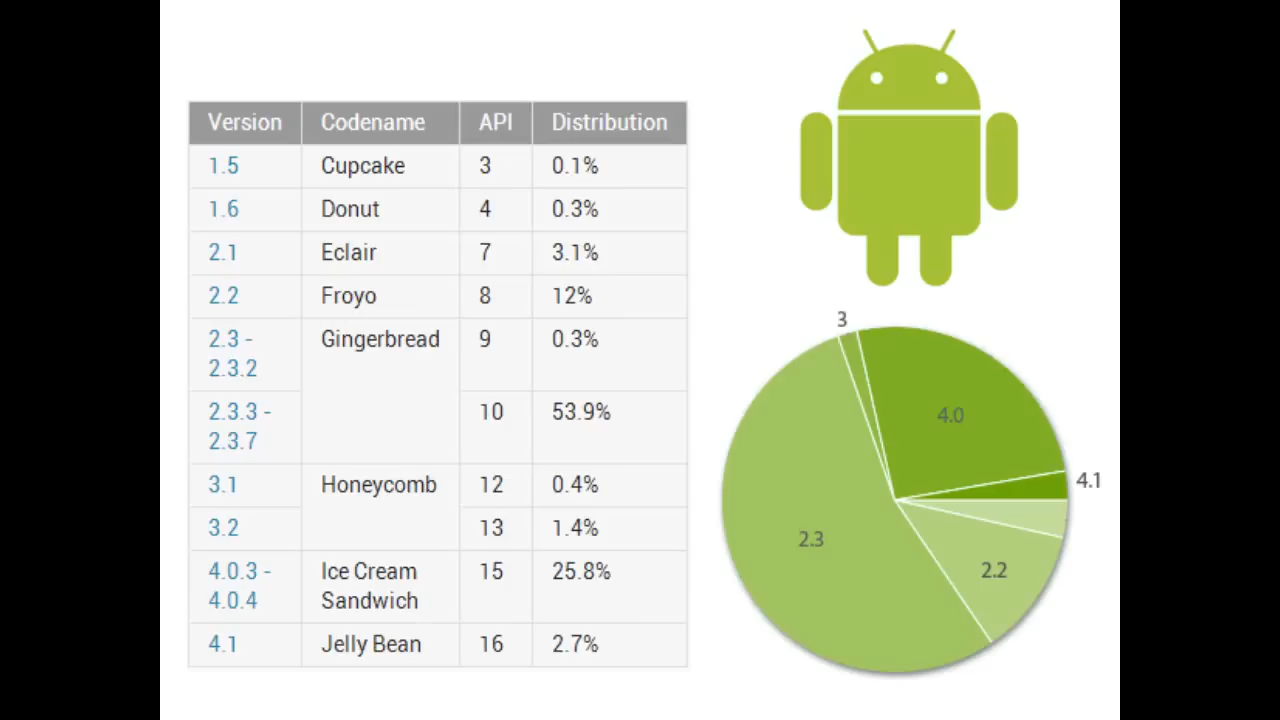 Version Codename API Distribution
1.5 Cupcake 3 0.1%
1.6 Donut 4 0.3%
2.1 Eclair 7 3.1%
2.2 Froyo 8 12%
2.3 - Gingerbread 9 0.3%
2.3.2
2.3.3 - 10 53.9%
2.3.7
3.1 Honeycomb 12 0.4%
3.2 13 1.4%
4.0.3 - Ice Cream 15 25.8%
4.0.4 Sandwich
4.1 Jelly Bean 16 2.7%
3
4.0
4.1
2.3
2.2